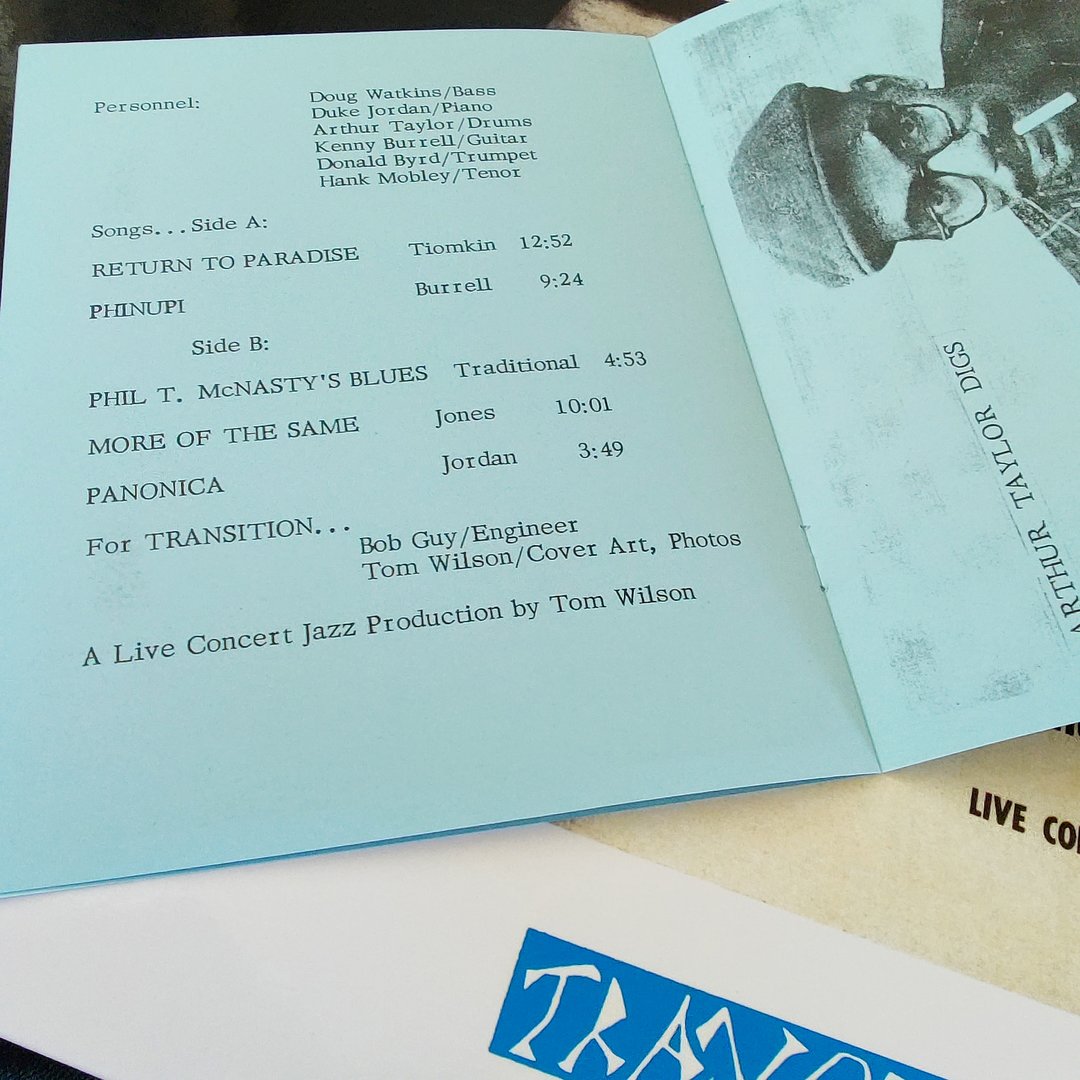 Personnel:
Doug Watkins/Bass
Duke Jordan/Piano
Arthur Taylor/Drums
Kenny Burrell/Guitar
Donald Byrd/Trumpet
Hank Mobley/Tenor
Songs...Side A:
RETURN TO PARADISE Tiomkin 12:52
PHINUPI Burrell 9:24
Side B:
PHIL T. McNASTY'S BLUES Traditional 4:53
MORE OF THE SAME Jones 10:01
PANONICA Jordan 3:49
For TRANSITION...
Bob Guy/Engineer
Tom Wilson/Cover Art, Photos
A Live Concert Jazz Production by Tom Wilson
ARTHUR TAYLOR DIGS
LIVE CO
TRANS